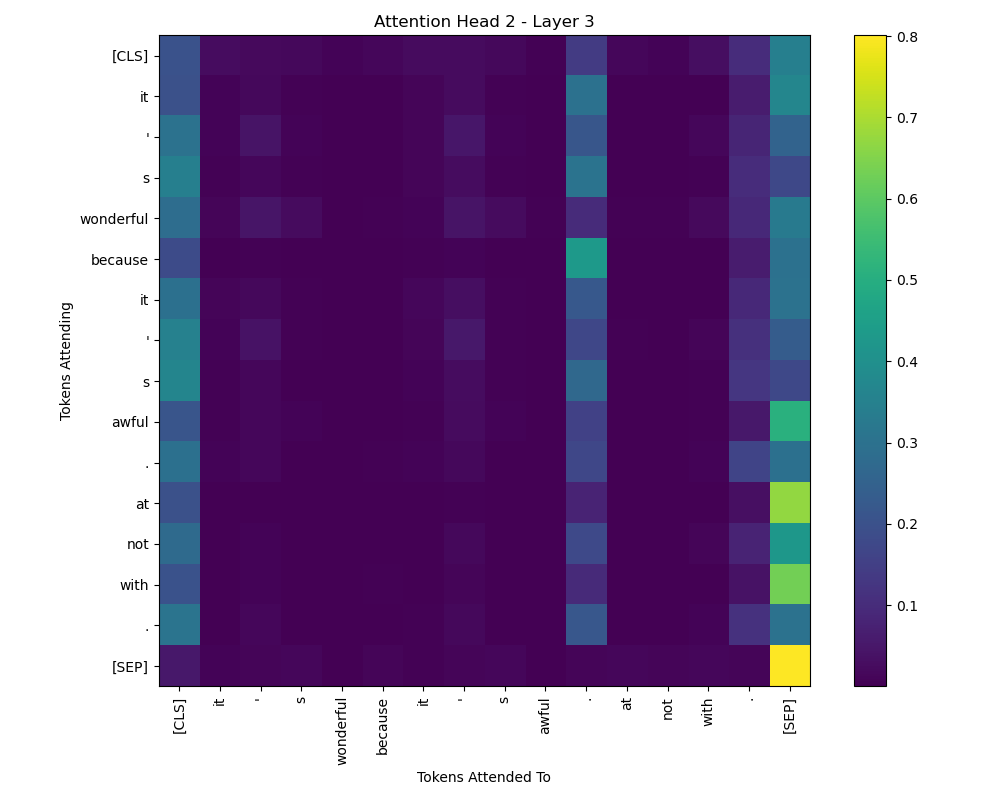 Attention Head 2 - Layer 3
Tokens Attending
[CLS]
it
'
s
wonderful
because
it
'
s
awful
.
at
not
with
.
[SEP]
[CLS]
it
'
s
wonderful
because
it
'
s
awful
.
at
not
with
.
[SEP]
Tokens Attended To
0.8
0.7
0.6
0.5
0.4
0.3
0.2
0.1